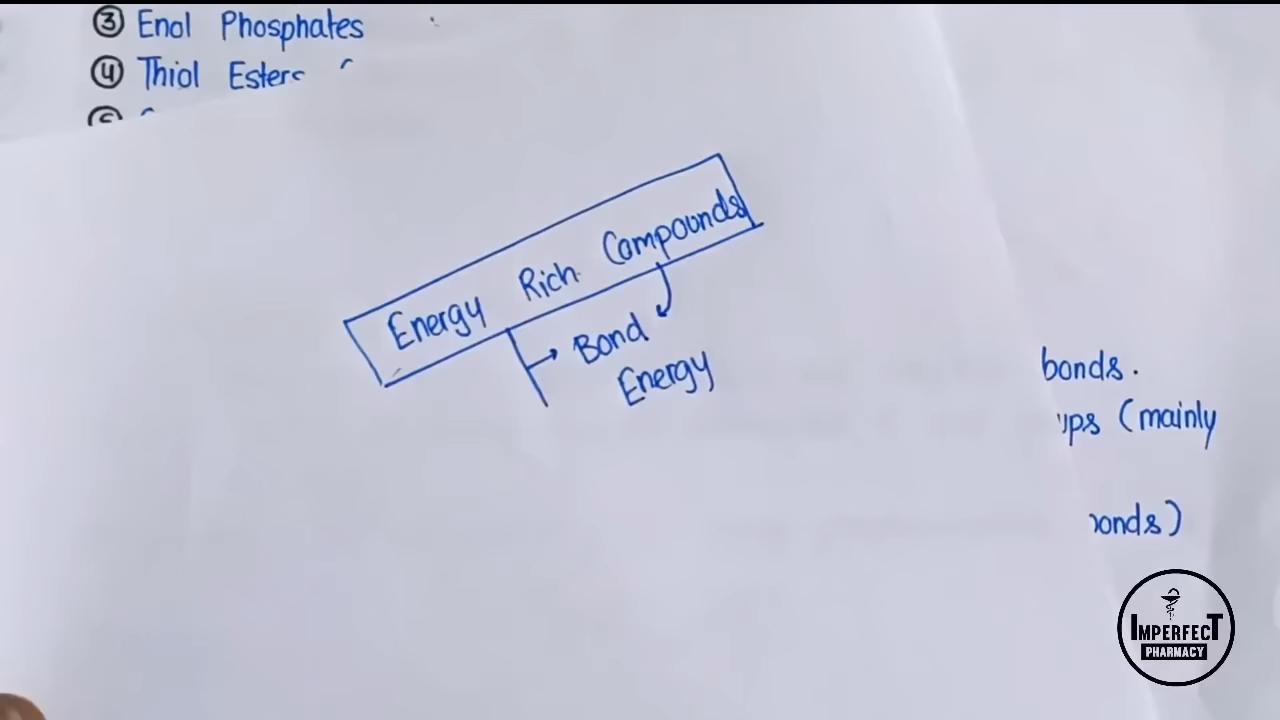 ③ Enol Phosphates
④ Thiol Esters
Energy Rich Compounds
Bond
Energy
bonds.
(mainly
IMPERFECT
PHARMACY